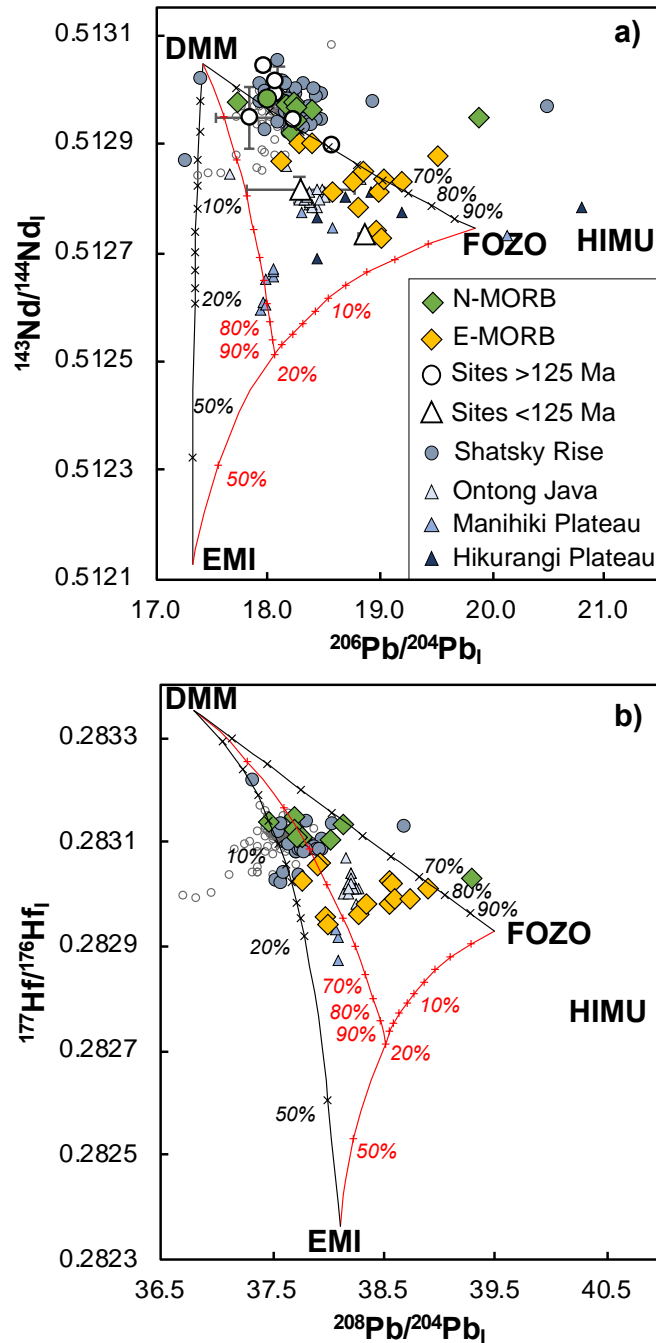 a)
0.5131
DMM
0.5129
70%
80%
90%
10%
FOZO
HIMU
0.5127
143Nd/144NdI
N-MORB
E-MORB
Sites >125 Ma
Sites <125 Ma
Shatsky Rise
Ontong Java
Manihiki Plateau
Hikurangi Plateau
20%
80%
90%
10%
20%
0.5125
50%
50%
0.5123
EMI
0.5121
17.0 18.0 19.0 20.0 21.0
206Pb/204PbI
b)
DMM
0.2833
0.2831
10%
70%
80%
90%
0.2829
FOZO
20%
177Hf/176HfI
70%
80%
90%
10%
20%
HIMU
0.2827
50%
50%
0.2825
EMI
0.2823
36.5 37.5 38.5 39.5 40.5
208Pb/204PbI